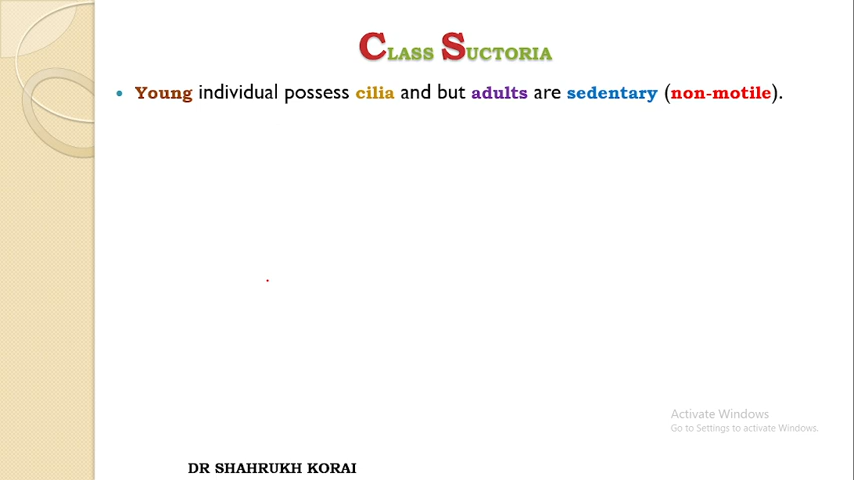 CLASS SUCTORIA
• Young individual possess cilia and but adults are sedentary (non-motile).
Activate Windows
Go to Settings to activate Windows.
DR SHAHRUKH KORAI